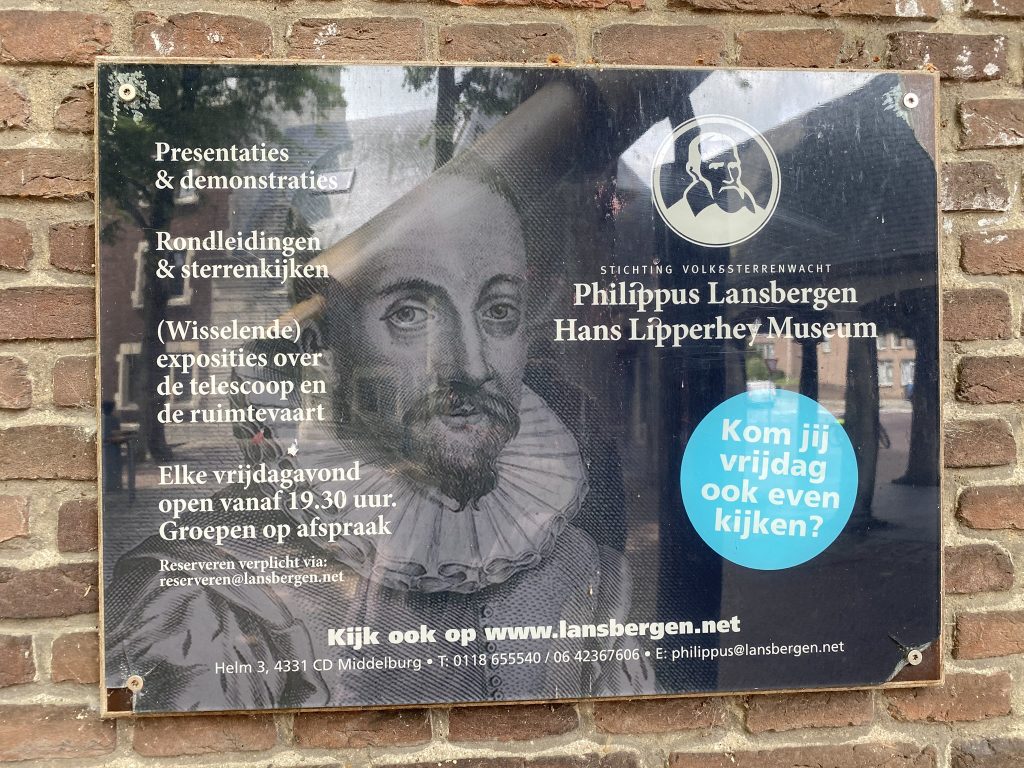 Presentaties
& demonstraties
Rondleidingen
& sterrenkijken
(Wisselende)
exposities over
de telescoop en
de ruimtevaart
Elke vrijdagavond
open vanaf 19.30 uur.
Groepen op afspraak
Reserveren verplicht via:
reserveren@lansbergen.net
STICHTING VOLKSSTERRENWACHT
Philippus Lansbergen
Hans Lipperhey Museum
Kom jij
vrijdag
ook even
kijken?
Kijk ook op www.lansbergen.net
Helm 3, 4331 CD Middelburg • T: 0118 655540 / 06 42367606 • E: philippus@lansbergen.net